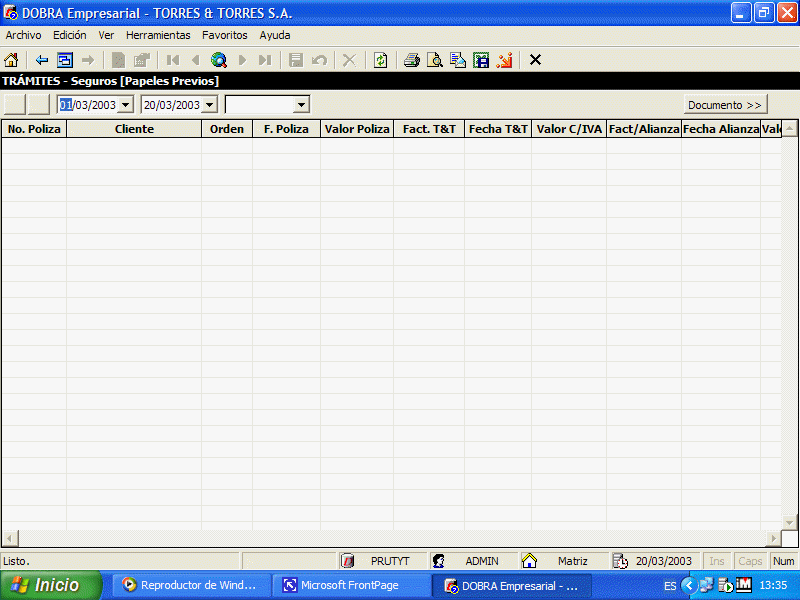 DOBRA Empresarial - TORRES & TORRES S.A.
Archivo Edición Ver Herramientas Favoritos Ayuda
TRÁMITES - Seguros [Papeles Previos]
01/03/2003 20/03/2003 Documento >>
No. Poliza Cliente Orden F. Poliza Valor Poliza Fact. T&T Fecha T&T Valor C/IVA Fact/Alianza Fecha Alianza Val
Listo. PRUTYT ADMIN Matriz 20/03/2003 Ins Caps Num
Inicio Reproductor de Wind... Microsoft FrontPage DOBRA Empresarial - ... ES 13:35